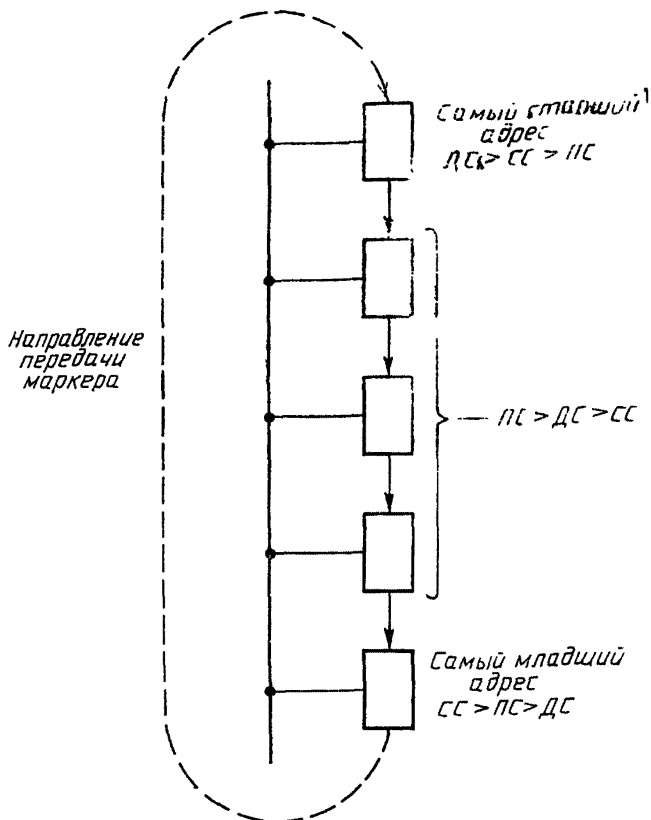 Самый старший
адрес
ДС > СС > ПС
Направление
передачи
маркера
ПС > ДС > СС
Самый младший
адрес
СС > ПС > ДС